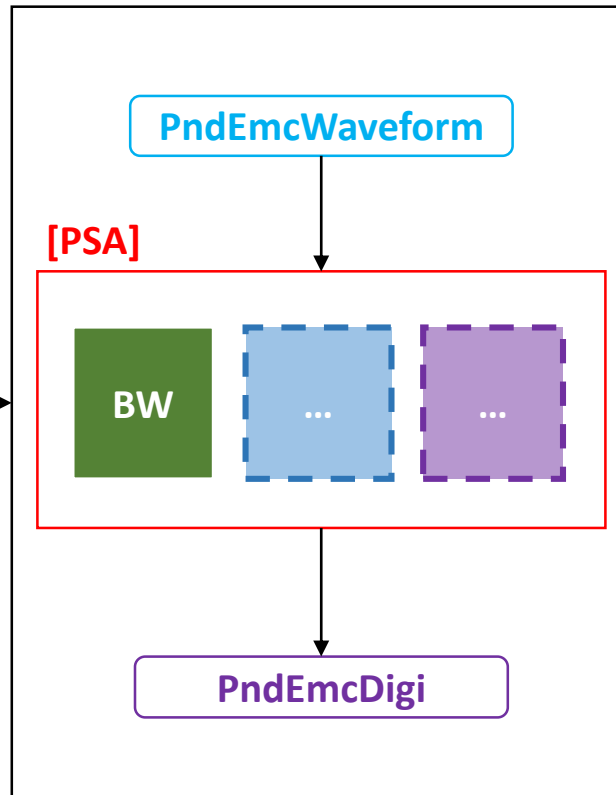 PndEmcWaveform
[PSA]
BW
...
...
PndEmcDigi